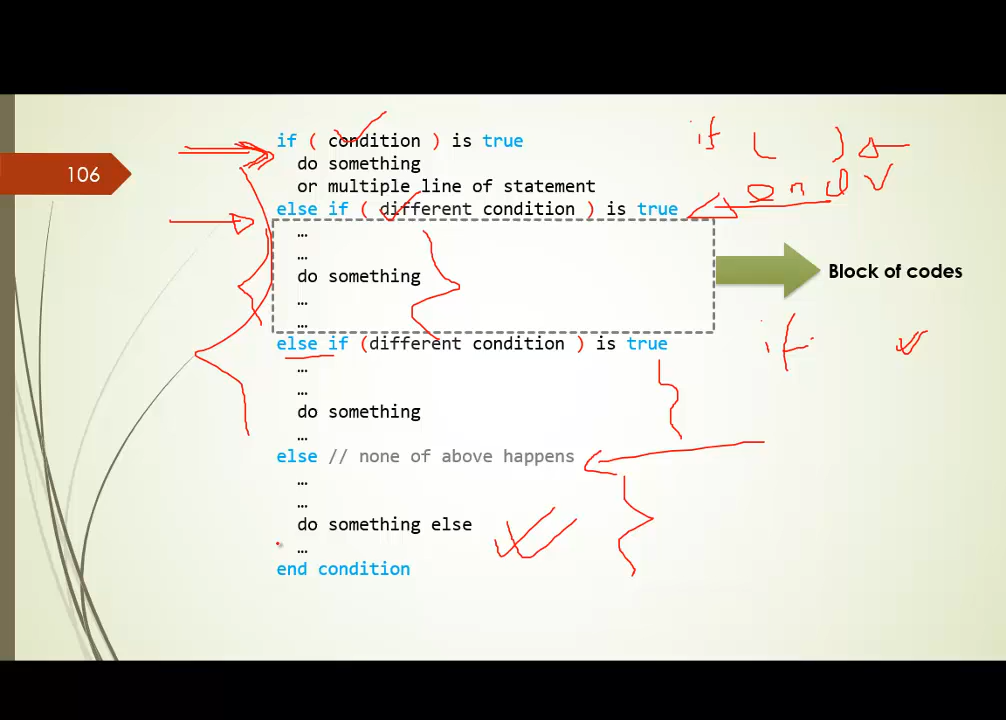 106
if ( condition ) is true
do something
or multiple line of statement
else if ( different condition ) is true
…
…
do something
…
…
else if (different condition ) is true
…
…
do something
…
else // none of above happens
…
…
do something else
…
end condition
Block of codes
if ( )
end
if